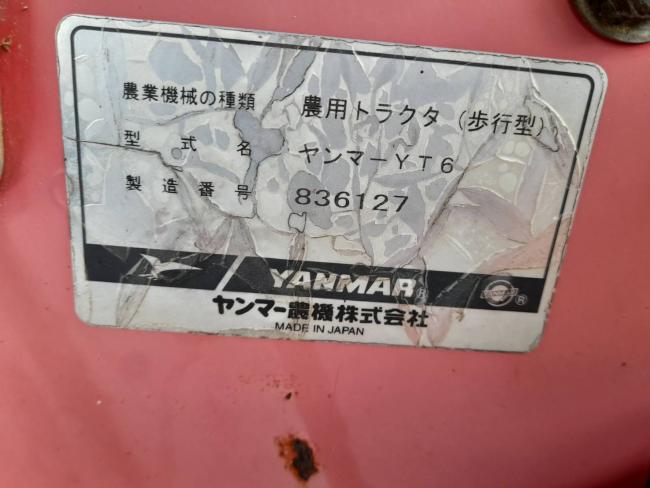 農業機械の種類 農用トラクタ（歩行型）
型式名 ヤンマーYT6
製造番号 836127
YANMAR®
YANMAR ®
ヤンマー農機株式会社
MADE IN JAPAN